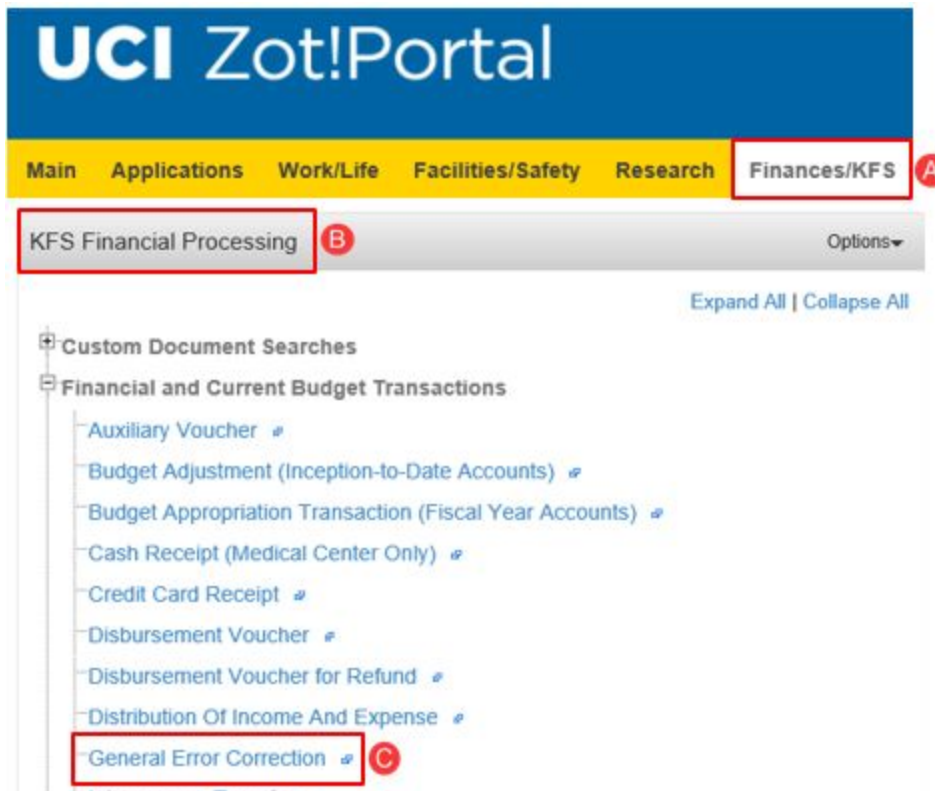 UCI Zot!Portal
Main Applications Work/Life Facilities/Safety Research Finances/KFS A
KFS Financial Processing B Options
Expand All | Collapse All
Custom Document Searches
Financial and Current Budget Transactions
Auxiliary Voucher
Budget Adjustment (Inception-to-Date Accounts)
Budget Appropriation Transaction (Fiscal Year Accounts)
Cash Receipt (Medical Center Only)
Credit Card Receipt
Disbursement Voucher
Disbursement Voucher for Refund
Distribution Of Income And Expense
General Error Correction C